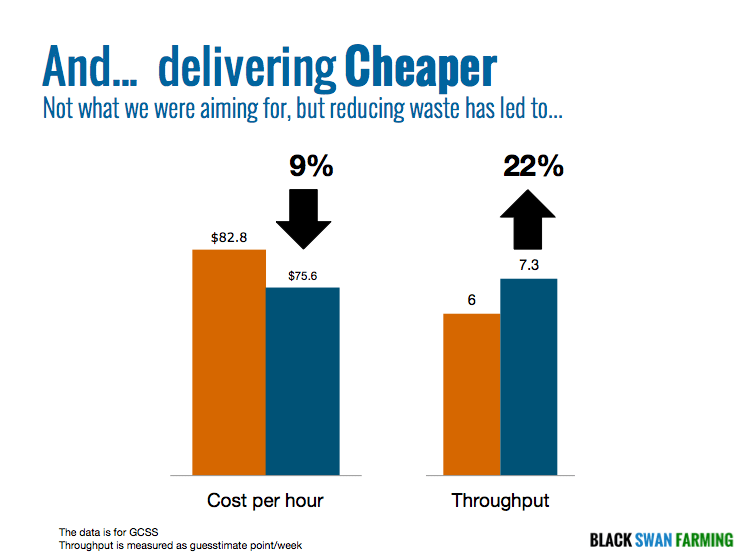 And... delivering Cheaper
Not what we were aiming for, but reducing waste has led to...
9%
22%
$82.8
$75.6
6
7.3
Cost per hour
Throughput
The data is for GCSS
Throughput is measured as guesstimate point/week
BLACK SWAN FARMING